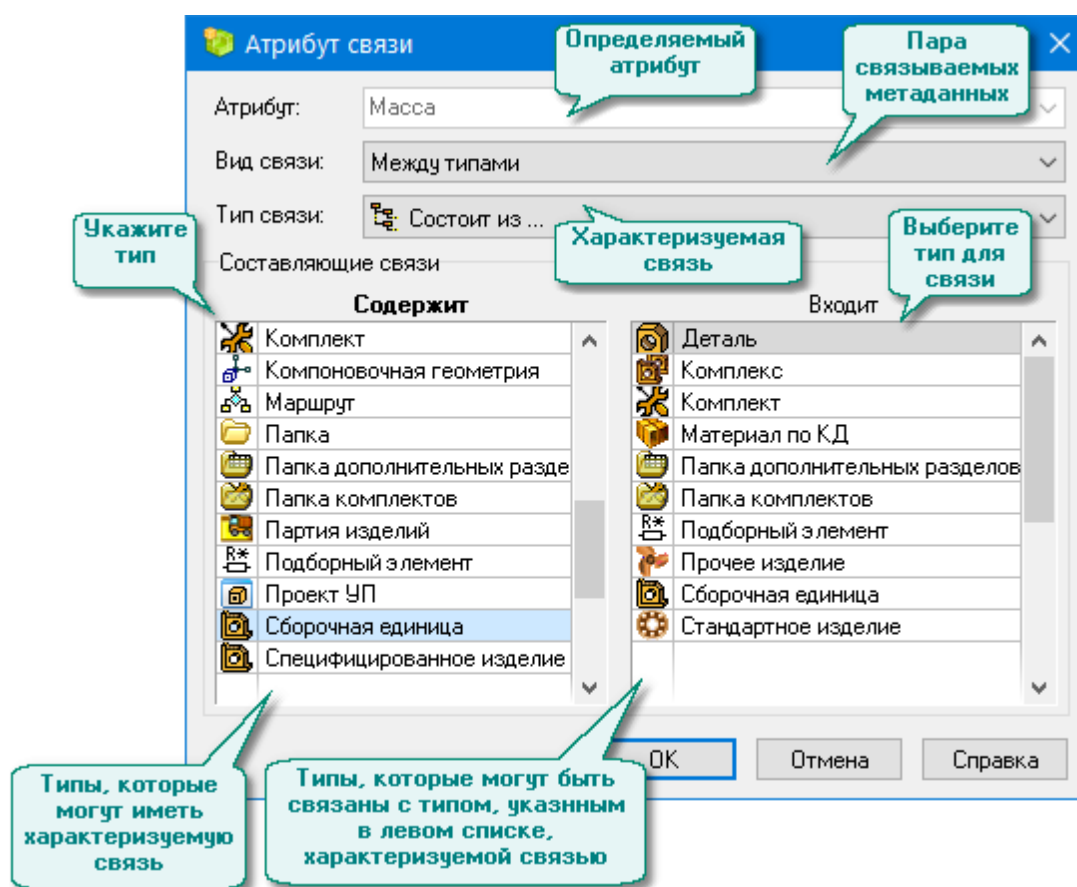 Атрибут связи
Определяемый
атрибут
Пара
связываемых
метаданных
Атрибут:
Масса
Вид связи:
Между типами
Укажите
тип
Тип связи:
Состоит из ...
Характеризуемая
связь
Выберите
тип для
связи
Составляющие связи
Содержит
Входит
Комплект
Компоновочная геометрия
Маршрут
Папка
Папка дополнительных разде
Папка комплектов
Партия изделий
R*
Подборный элемент
Проект УП
Сборочная единица
Специфицированное изделие
Деталь
Комплекс
Комплект
Материал по КД
Папка дополнительных разделов
Папка комплектов
R*
Подборный элемент
Прочее изделие
Сборочная единица
Стандартное изделие
OK
Отмена
Справка
Типы, которые
могут иметь
характеризуемую
связь
Типы, которые могут быть
связаны с типом, указнным
в левом списке,
характеризуемой связью